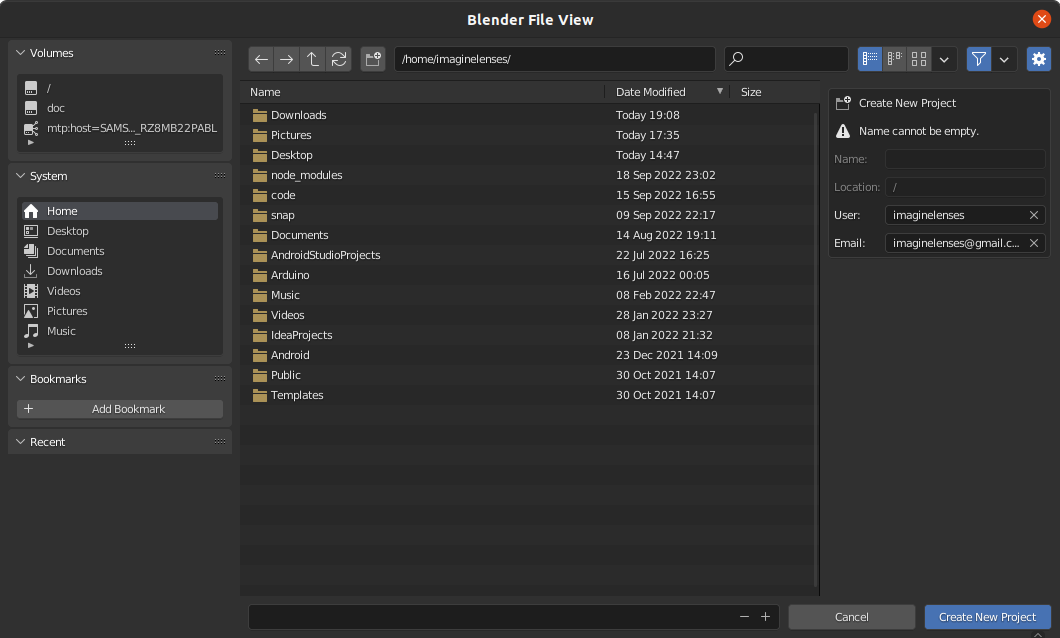 Blender File View
Volumes
/
doc
mtp:host=SAMS..._RZ8MB22PABL
System
Home
Desktop
Documents
Downloads
Videos
Pictures
Music
Bookmarks
Add Bookmark
Recent
/home/imaginelenses/
Name Date Modified Size
Downloads Today 19:08
Pictures Today 17:35
Desktop Today 14:47
node_modules 18 Sep 2022 23:02
code 15 Sep 2022 16:55
snap 09 Sep 2022 22:17
Documents 14 Aug 2022 19:11
AndroidStudioProjects 22 Jul 2022 16:25
Arduino 16 Jul 2022 00:05
Music 08 Feb 2022 22:47
Videos 28 Jan 2022 23:27
IdeaProjects 08 Jan 2022 21:32
Android 23 Dec 2021 14:09
Public 30 Oct 2021 14:07
Templates 30 Oct 2021 14:07
Create New Project
Name cannot be empty.
Name:
Location: /
User: imaginelenses
Email: imaginelenses@gmail.c...
Cancel
Create New Project